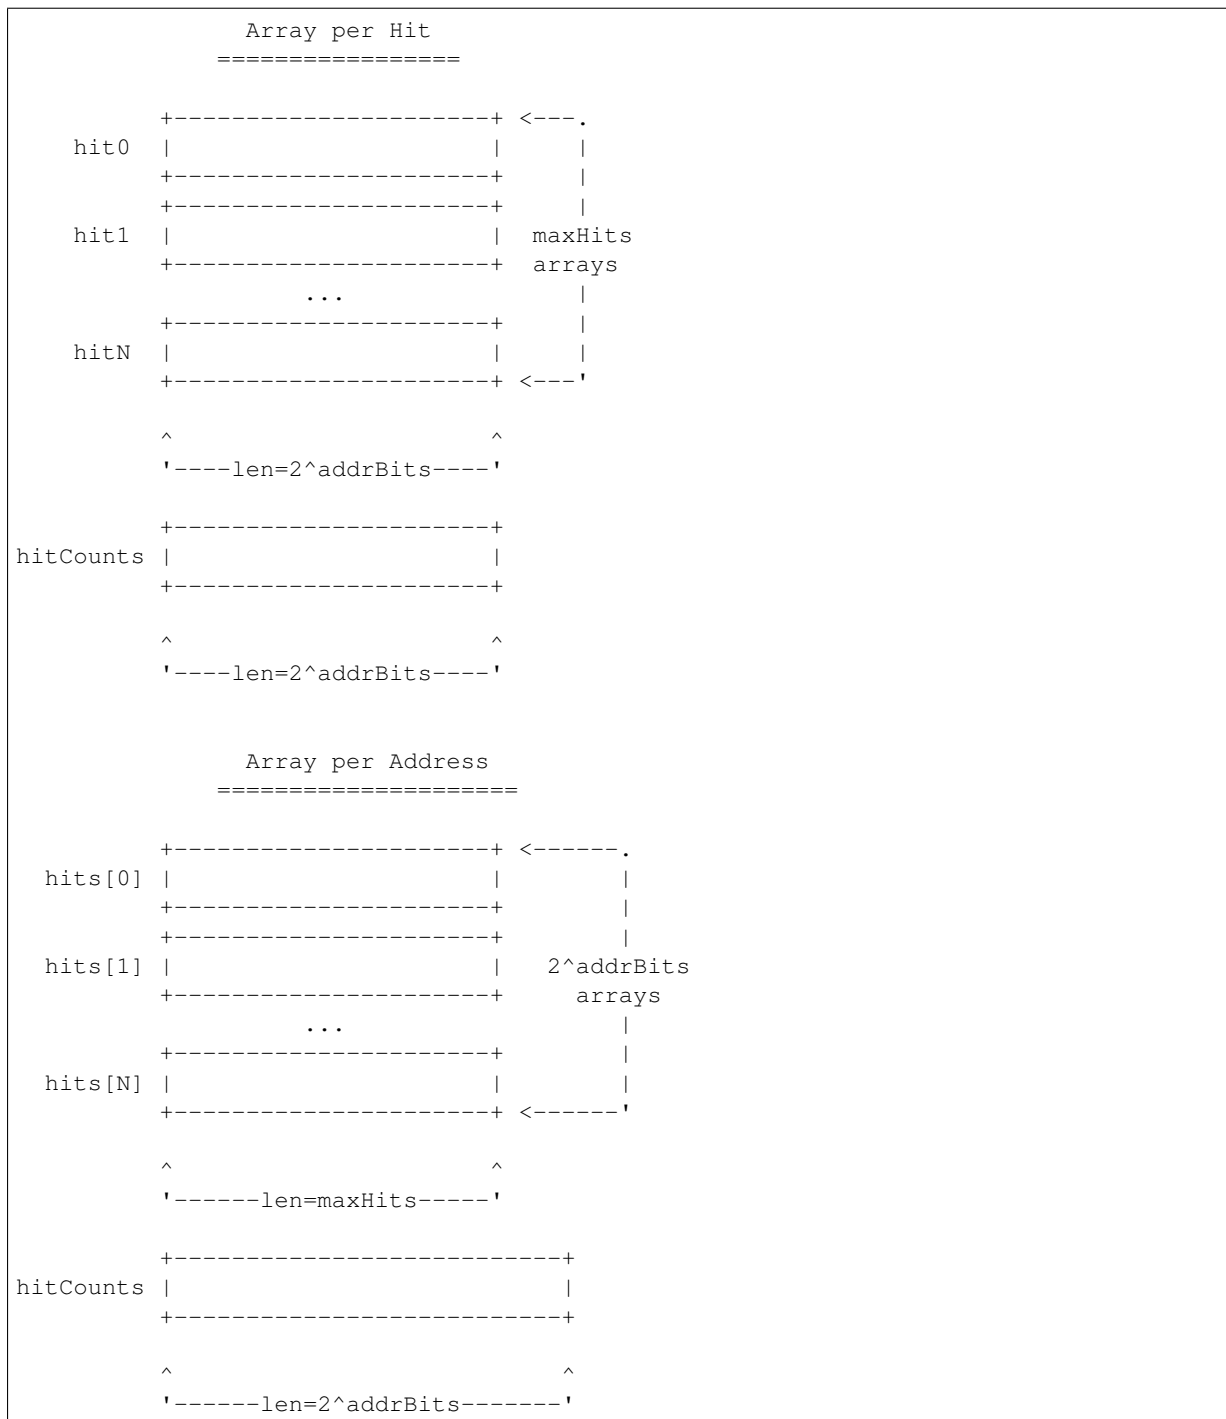 Array per Hit
              =================

          +----------------------+ <---.
    hit0  |                      |     |
          +----------------------+     |
          +----------------------+     |
    hit1  |                      |  maxHits
          +----------------------+  arrays
                    ...                |
          +----------------------+     |
    hitN  |                      |     |
          +----------------------+ <---'

          ^                      ^
          '----len=2^addrBits----'

          +----------------------+
hitCounts |                      |
          +----------------------+

          ^                      ^
          '----len=2^addrBits----'


                Array per Address
              =====================

          +----------------------+ <------.
  hits[0] |                      |        |
          +----------------------+        |
          +----------------------+        |
  hits[1] |                      |   2^addrBits
          +----------------------+     arrays
                    ...                   |
          +----------------------+        |
  hits[N] |                      |        |
          +----------------------+ <------'

          ^                      ^
          '------len=maxHits-----'

          +---------------------------+
hitCounts |                           |
          +---------------------------+

          ^                           ^
          '------len=2^addrBits-------'